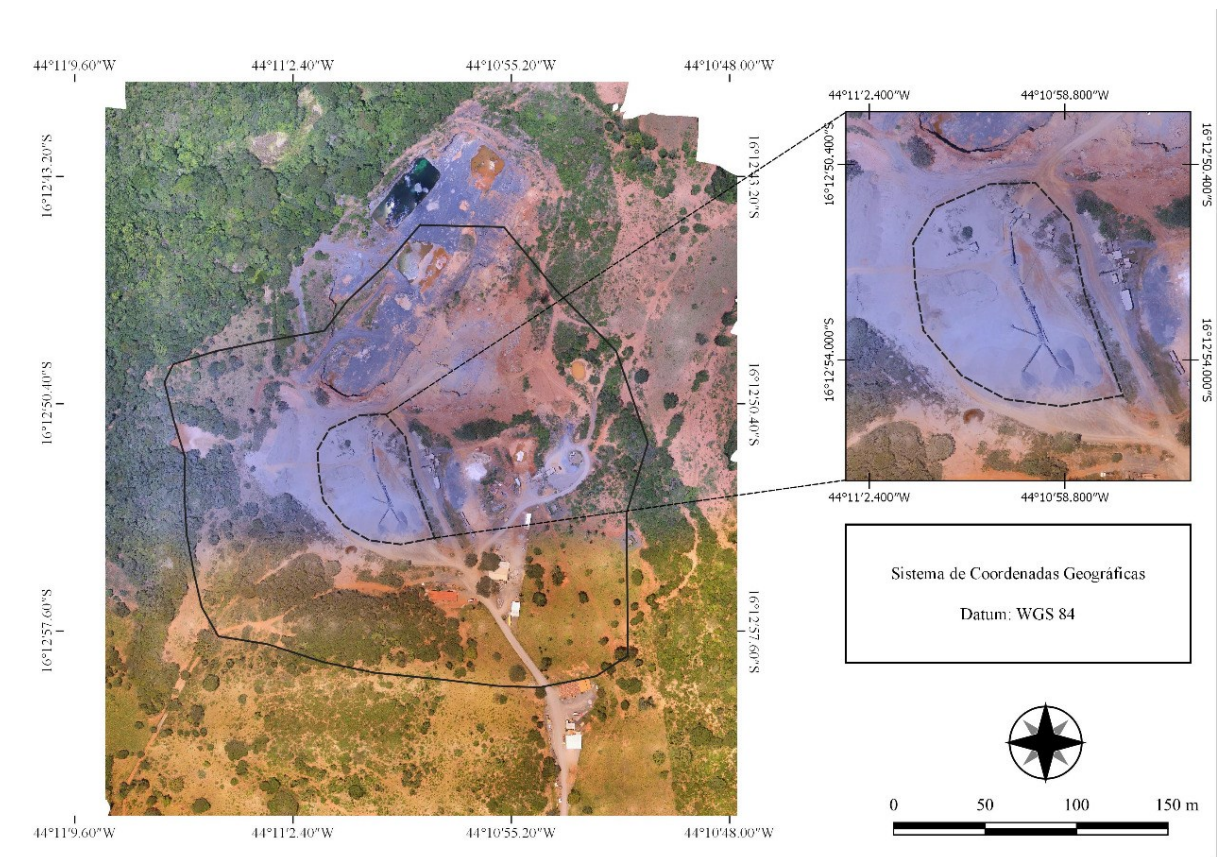 44°11'9.60"W 44°11'2.40"W 44°10'55.20"W 44°10'48.00"W
16°12'43.20"S 16°12'43.20"S
16°12'50.40"S 16°12'50.40"S
16°12'57.60"S 16°12'57.60"S
44°11'9.60"W 44°11'2.40"W 44°10'55.20"W 44°10'48.00"W
44°11'2.400"W 44°10'58.800"W
16°12'50.400"S 16°12'50.400"S
16°12'54.000"S 16°12'54.000"S
44°11'2.400"W 44°10'58.800"W
Sistema de Coordenadas Geográficas
Datum: WGS 84
0 50 100 150 m